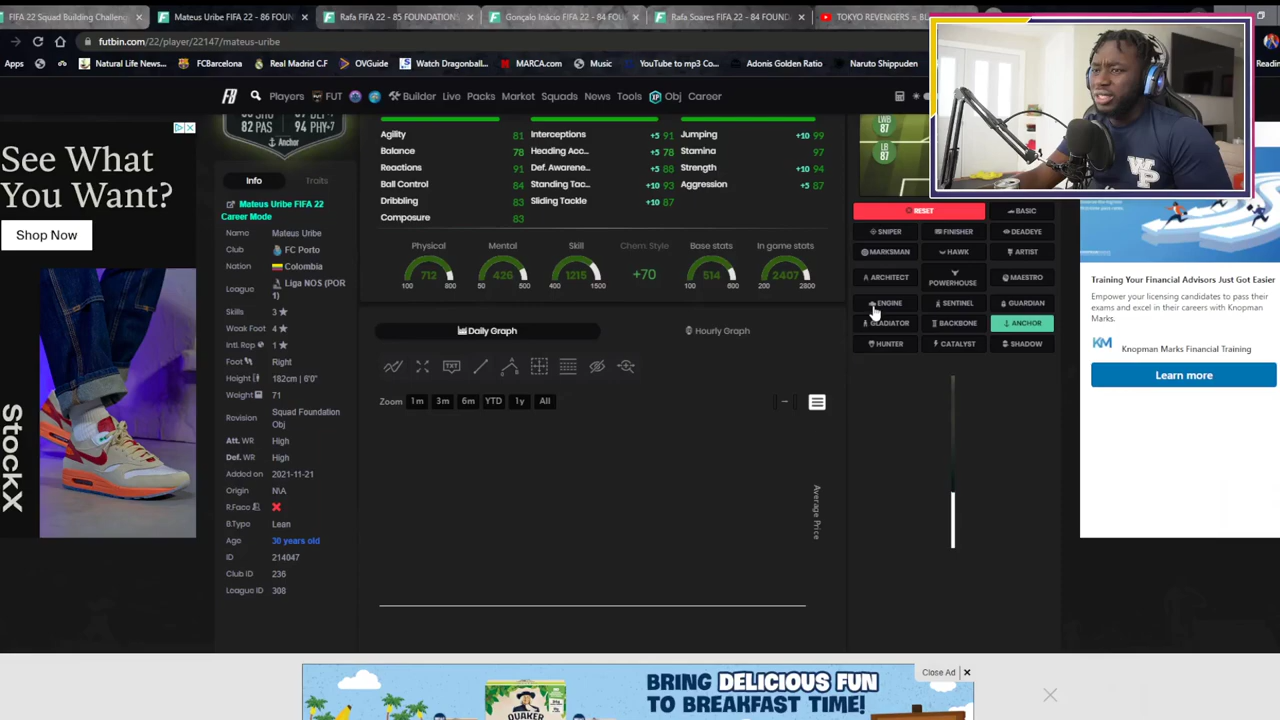 FIFA 22 Squad Building Challeng
Mateus Uribe FIFA 22 - 86 FOUN
Rafa FIFA 22 - 85 FOUNDATIONS
Gonçalo Inácio FIFA 22 - 84 FOU
Rafa Soares FIFA 22 - 84 FOUND
TOKYO REVENGERS = BL
futbin.com/22/player/22147/mateus-uribe
Apps
Natural Life News...
FCBarcelona
Real Madrid C.F
OVGuide
Watch Dragonball...
MARCA.com
Music
YouTube to mp3 Co...
Adonis Golden Ratio
Naruto Shippuden
Readin
Players
FUT
Builder
Live
Packs
Market
Squads
News
Tools
Obj
Career
See What
You Want?
Shop Now
StockX
82 PAS
94 PHY+7
Anchor
Info
Traits
Mateus Uribe FIFA 22
Career Mode
Name Mateus Uribe
Club FC Porto
Nation Colombia
League Liga NOS (POR
1)
Skills 3
Weak Foot 4
Intl. Rep 1
Foot Right
Height 182cm | 6'0"
Weight 71
Revision Squad Foundation
Obj
Att. WR High
Def. WR High
Added on 2021-11-21
Origin N\A
R.Face
B.Type Lean
Age 30 years old
ID 214047
Club ID 236
League ID 308
Agility 81 Interceptions +5 91 Jumping +10 99
Balance 78 Heading Acc... +5 78 Stamina 97
Reactions 91 Def. Aware... +5 88 Strength +10 94
Ball Control 84 Standing Tac... +10 93 Aggression +5 87
Dribbling 83 Sliding Tackle +10 87
Composure 83
Physical Mental Skill Chem. Style Base stats In game stats
712 426 1215 +70 514 2407
100 800 50 500 400 1500 100 600 200 2800
Daily Graph
Hourly Graph
TXT
Zoom 1m 3m 6m YTD 1y All
Average Price
LWB
87
LB
87
RESET BASIC
SNIPER FINISHER DEADEYE
MARKSMAN HAWK ARTIST
ARCHITECT POWERHOUSE MAESTRO
ENGINE SENTINEL GUARDIAN
GLADIATOR BACKBONE ANCHOR
HUNTER CATALYST SHADOW
WP
Training Your Financial Advisors Just Got Easier
Empower your licensing candidates to pass their
exams and excel in their careers with Knopman
Marks.
KM
Knopman Marks Financial Training
Learn more
Close Ad
BRING DELICIOUS FUN
TO BREAKFAST TIME!
QUAKER